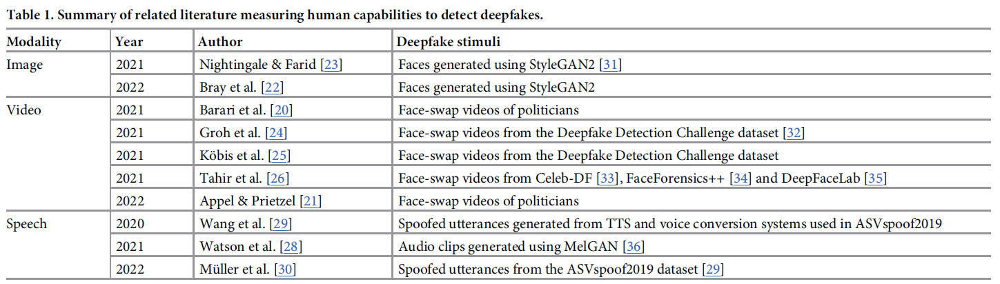 Table 1. Summary of related literature measuring human capabilities to detect deepfakes.
Modality Year Author Deepfake stimuli
Image 2021 Nightingale & Farid [23] Faces generated using StyleGAN2 [31]
2022 Bray et al. [22] Faces generated using StyleGAN2
Video 2021 Barari et al. [20] Face-swap videos of politicians
2021 Groh et al. [24] Face-swap videos from the Deepfake Detection Challenge dataset [32]
2021 Köbis et al. [25] Face-swap videos from the Deepfake Detection Challenge dataset
2021 Tahir et al. [26] Face-swap videos from Celeb-DF [33], FaceForensics++ [34] and DeepFaceLab [35]
2022 Appel & Prietzel [21] Face-swap videos of politicians
Speech 2020 Wang et al. [29] Spoofed utterances generated from TTS and voice conversion systems used in ASVspoof2019
2021 Watson et al. [28] Audio clips generated using MelGAN [36]
2022 Müller et al. [30] Spoofed utterances from the ASVspoof2019 dataset [29]